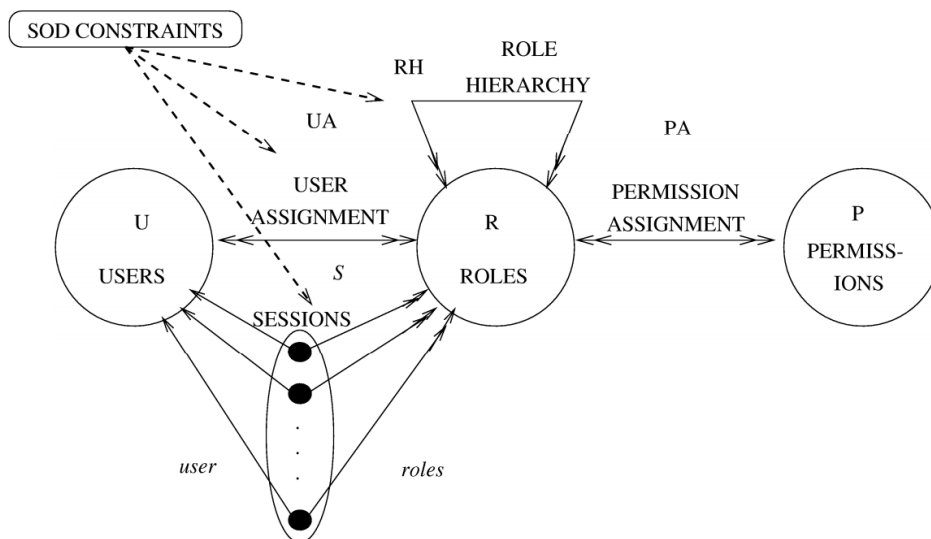 SOD CONSTRAINTS
RH
ROLE
HIERARCHY
UA
PA
USER
ASSIGNMENT
PERMISSION
ASSIGNMENT
U
USERS
R
ROLES
P
PERMISS-
IONS
S
SESSIONS
.
.
.
.
user
roles